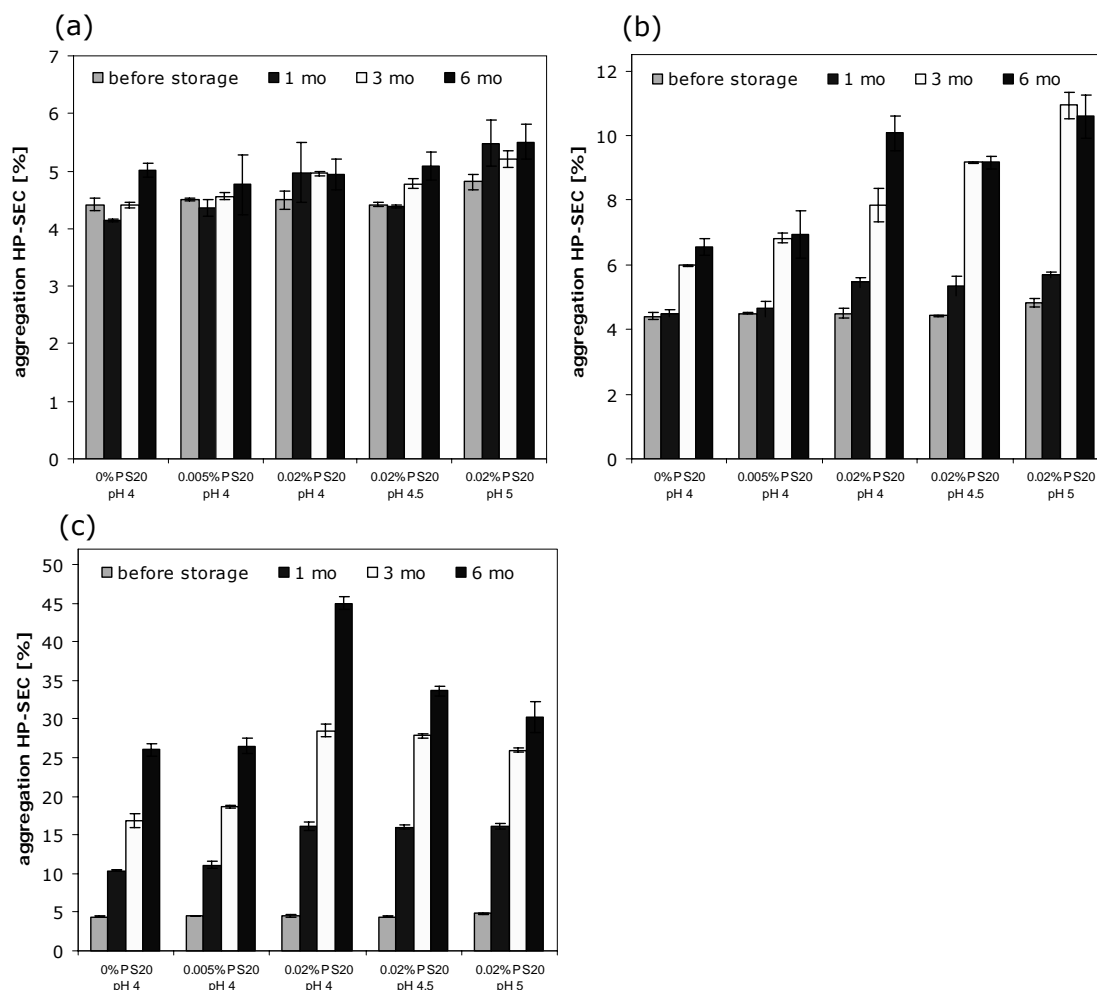 (a)
aggregation HP-SEC [%]
7
6
5
4
3
2
1
0
before storage 1 mo 3 mo 6 mo
0% PS20 0.005% PS20 0.02% PS20 0.02% PS20 0.02% PS20
pH 4 pH 4 pH 4 pH 4.5 pH 5
(b)
aggregation HP-SEC [%]
12
10
8
6
4
2
0
before storage 1 mo 3 mo 6 mo
0% PS20 0.005% PS20 0.02% PS20 0.02% PS20 0.02% PS20
pH 4 pH 4 pH 4 pH 4.5 pH 5
(c)
aggregation HP-SEC [%]
50
45
40
35
30
25
20
15
10
5
0
before storage 1 mo 3 mo 6 mo
0% PS20 0.005% PS20 0.02% PS20 0.02% PS20 0.02% PS20
pH 4 pH 4 pH 4 pH 4.5 pH 5